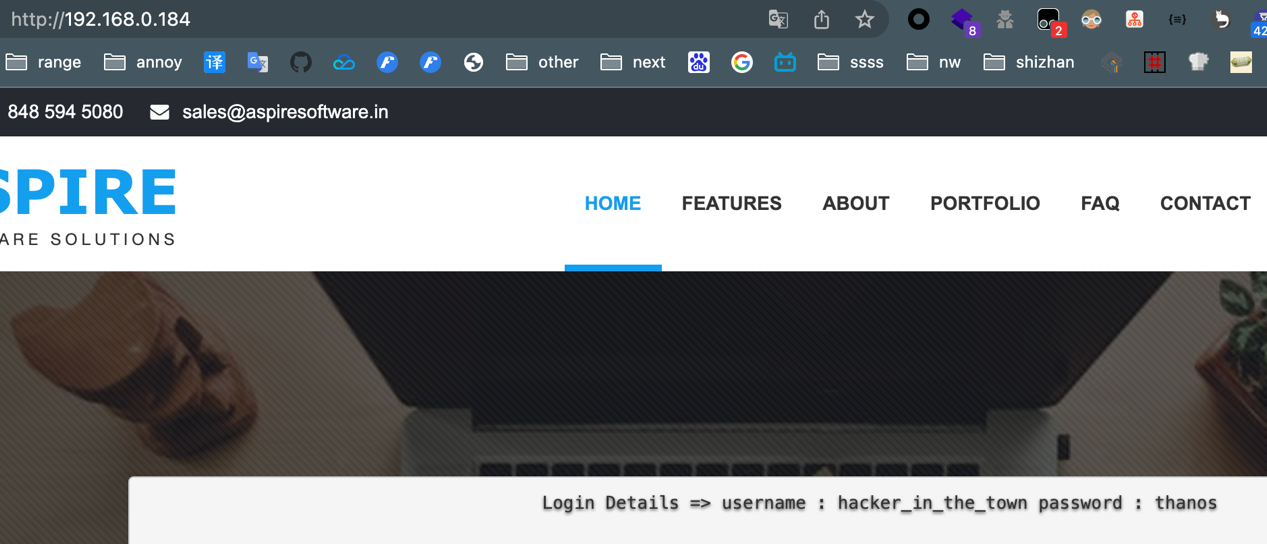 http://192.168.0.184
8
2
42
range annoy 译 other next du ssss nw shizhan
848 594 5080 sales@aspiresoftware.in
SPIRE
ARE SOLUTIONS
HOME FEATURES ABOUT PORTFOLIO FAQ CONTACT
Login Details => username : hacker_in_the_town password : thanos